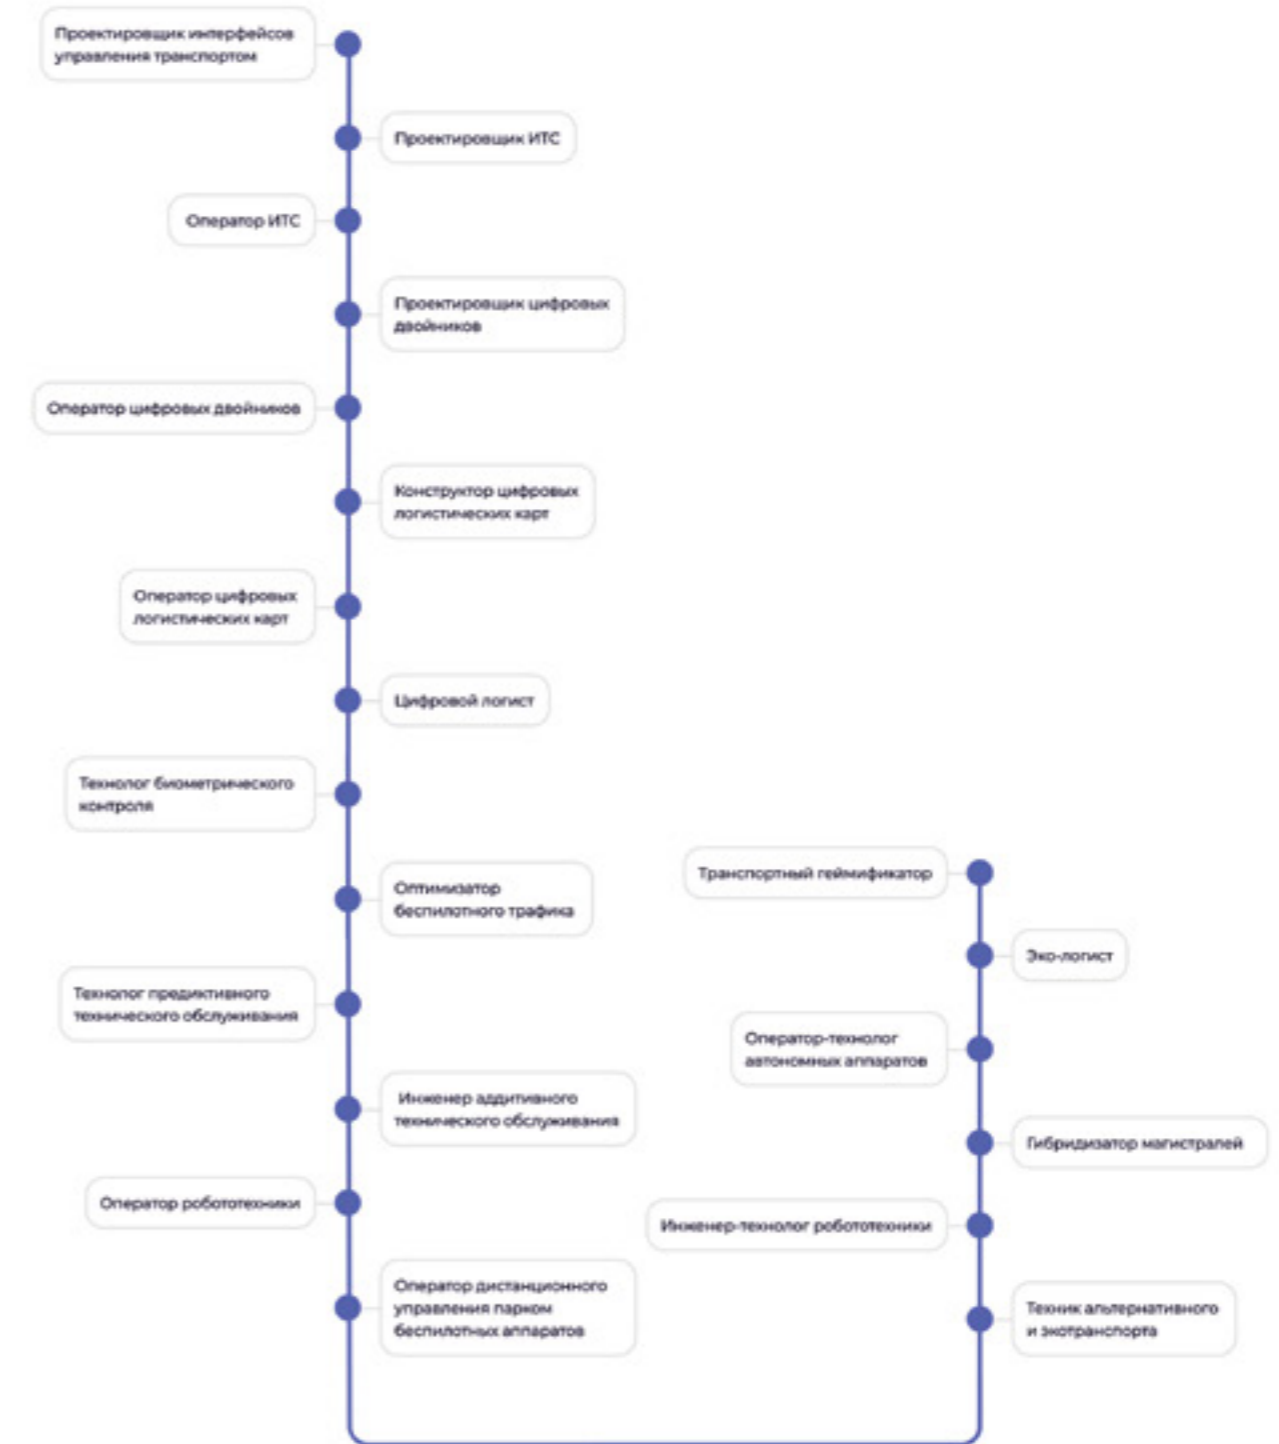 Проектировщик интерфейсов
управления транспортом
Проектировщик ИТС
Оператор ИТС
Проектировщик цифровых
двойников
Оператор цифровых двойников
Конструктор цифровых
логистических карт
Оператор цифровых
логистических карт
Цифровой логист
Технолог биометрического
контроля
Оптимизатор
беспилотного трафика
Технолог предиктивного
технического обслуживания
Инженер аддитивного
технического обслуживания
Оператор робототехники
Оператор дистанционного
управления парком
беспилотных аппаратов
Транспортный геймификатор
Эко-логист
Оператор-технолог
автономных аппаратов
Гибридизатор магистралей
Инженер-технолог робототехники
Техник альтернативного
и экотранспорта